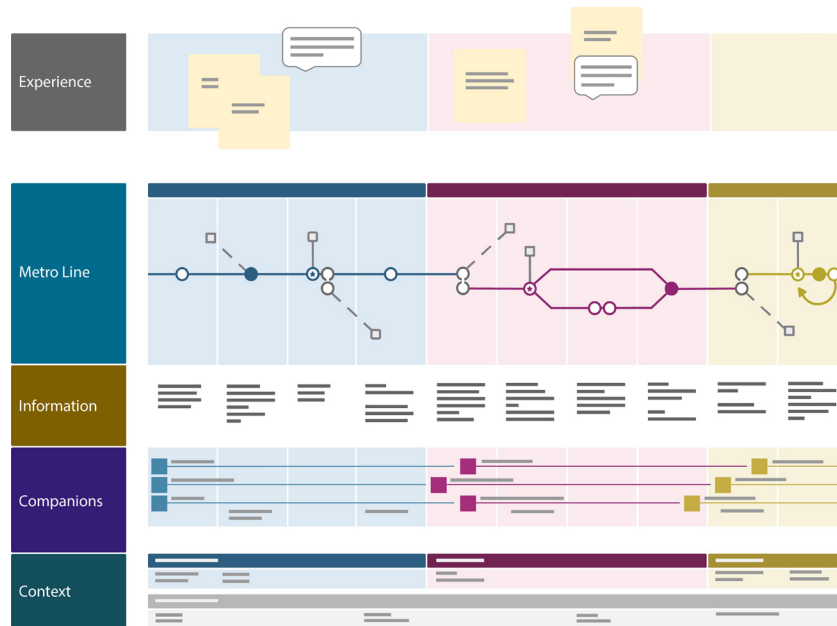 Experience
Metro Line
Information
Companions
Context